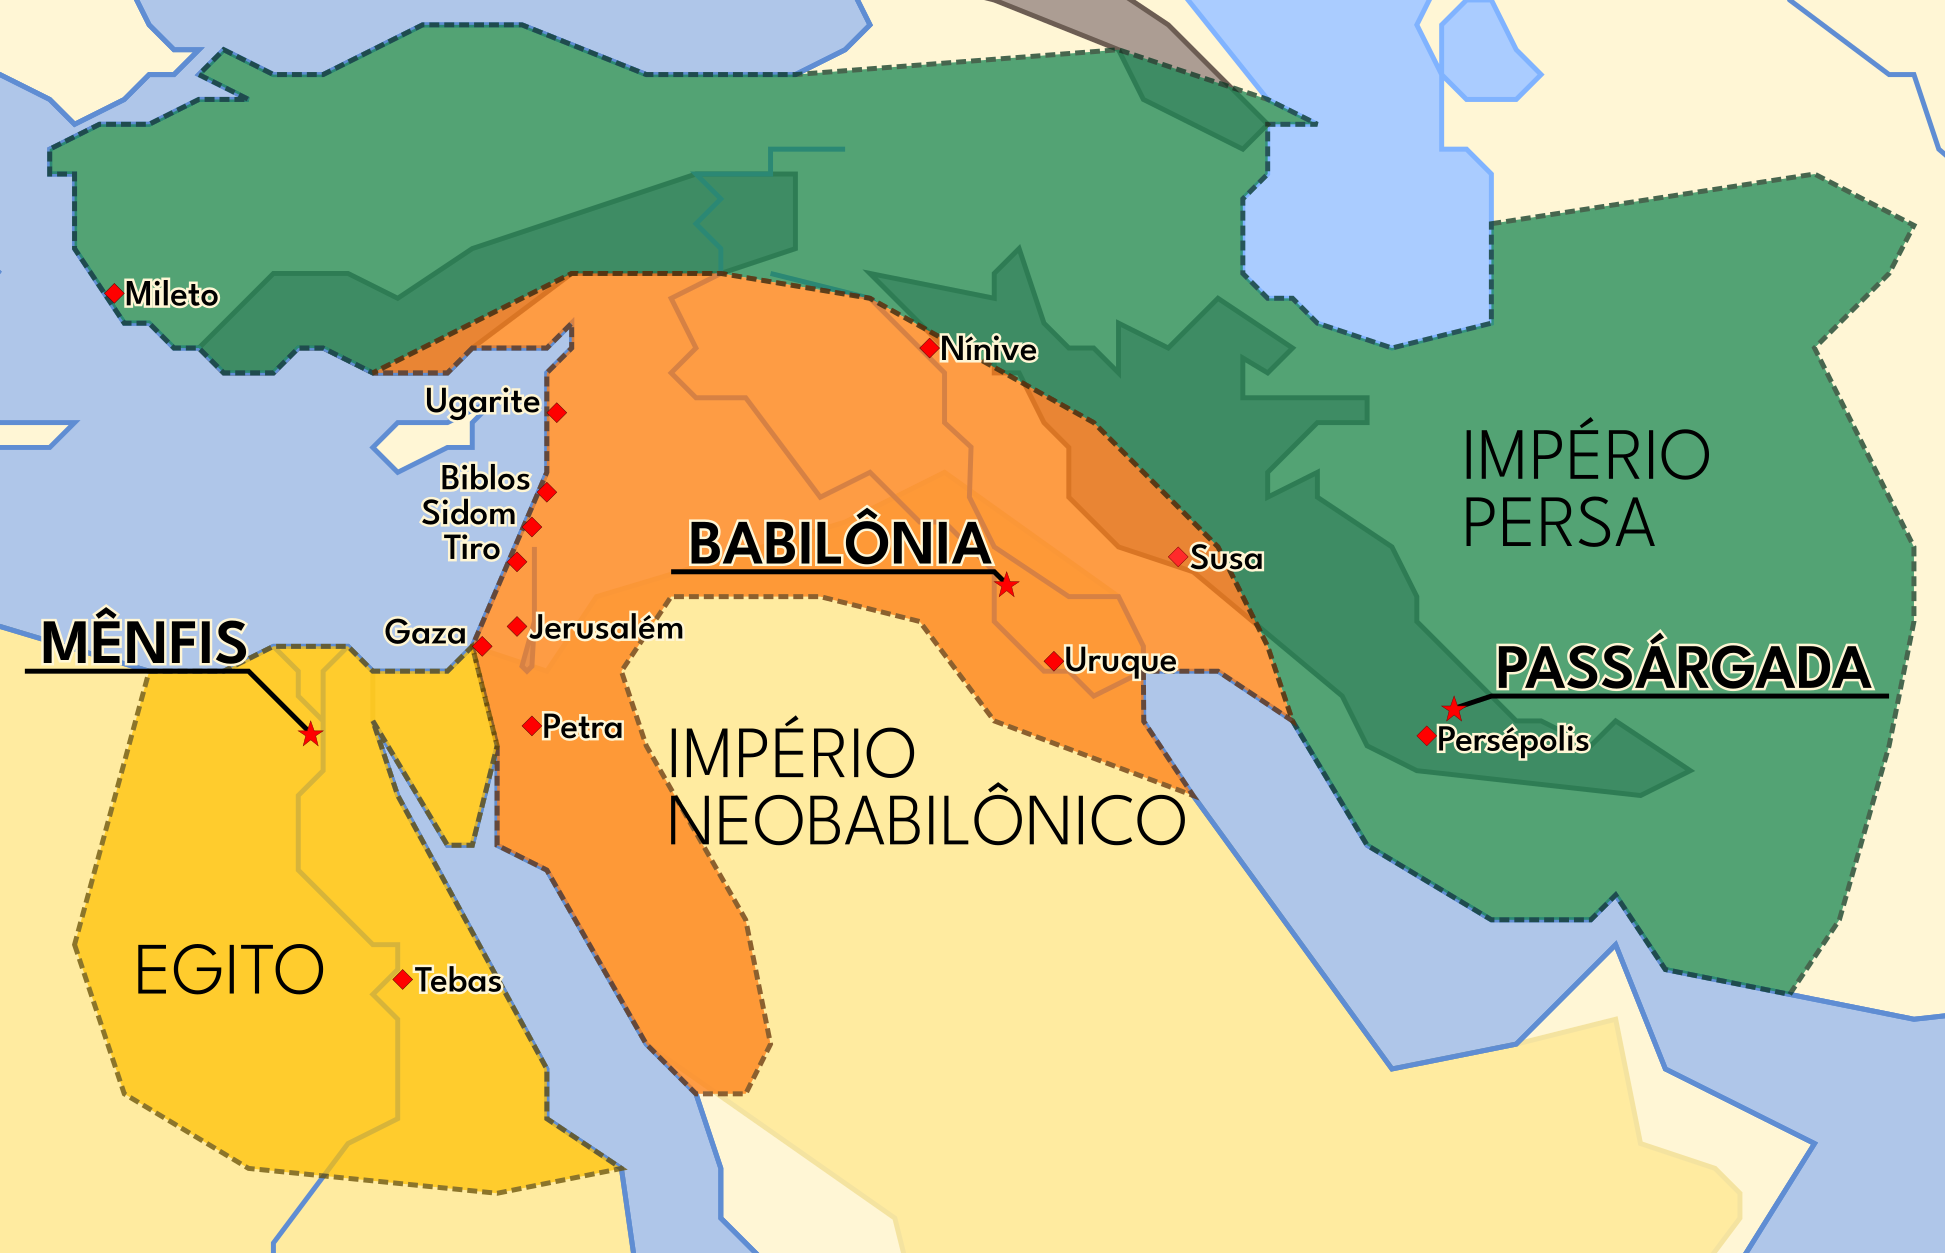 Mileto
Nínive
Ugarite
IMPÉRIO
PERSA
Biblos
Sidom
Tiro
BABILÔNIA
Susa
MÊNFIS
Gaza
Jerusalém
Uruque
PASSÁRGADA
Petra
Persépolis
IMPÉRIO
NEOBABILÔNICO
EGITO
Tebas